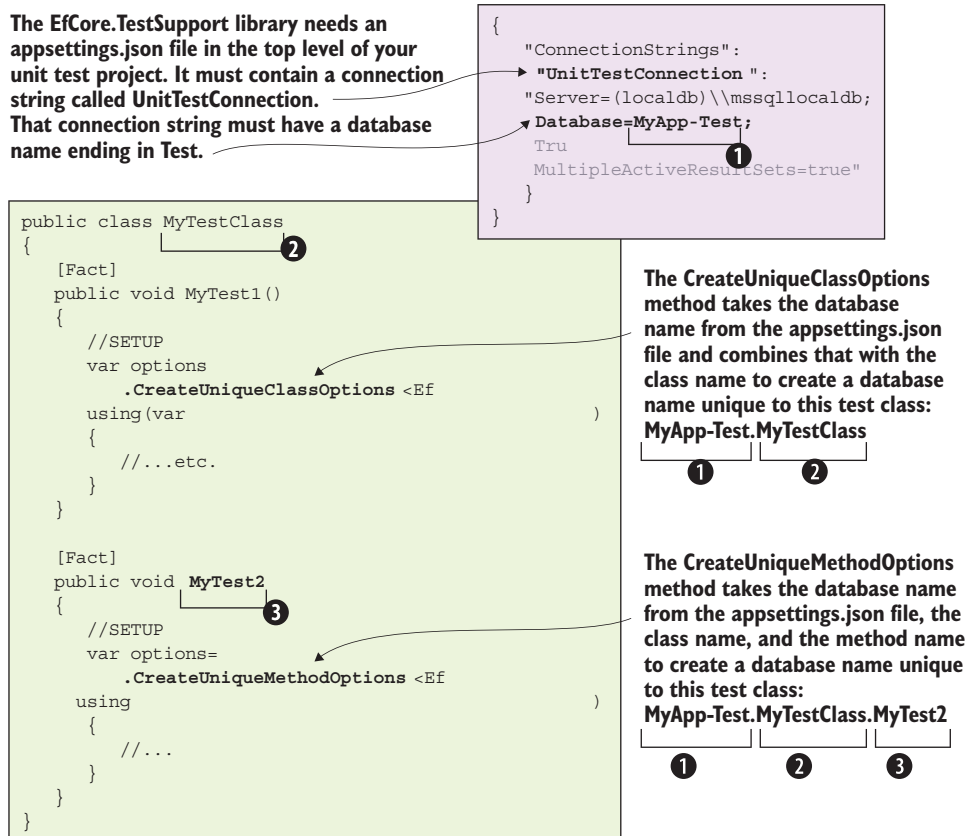 The EfCore.TestSupport library needs an
appsettings.json file in the top level of your
unit test project. It must contain a connection
string called UnitTestConnection.
That connection string must have a database
name ending in Test.
{
"ConnectionStrings":
"UnitTestConnection ":
"Server=(localdb)\\mssqllocaldb;
Database=MyApp-Test;
Tru
MultipleActiveResultSets=true"
}
}
1
public class MyTestClass
2
{
[Fact]
public void MyTest1()
{
//SETUP
var options
.CreateUniqueClassOptions <Ef
using(var )
{
//...etc.
}
}
[Fact]
public void MyTest2
3
{
//SETUP
var options=
.CreateUniqueMethodOptions <Ef
using )
{
//...
}
}
}
The CreateUniqueClassOptions
method takes the database
name from the appsettings.json
file and combines that with the
class name to create a database
name unique to this test class:
MyApp-Test.MyTestClass
1 2
The CreateUniqueMethodOptions
method takes the database name
from the appsettings.json file, the
class name, and the method name
to create a database name unique
to this test class:
MyApp-Test.MyTestClass.MyTest2
1 2 3